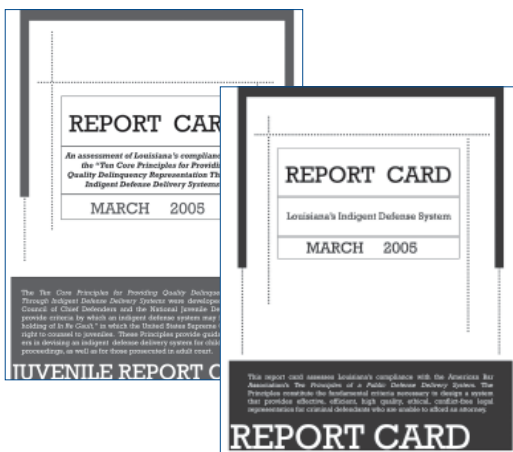 REPORT CAR
An assessment of Louisiana's complianc
the "Ten Core Principles for Providi
Quality Delinquency Representation Th
Indigent Defense Delivery Systems
MARCH 2005
The Ten Core Principles for Providing Quality Delinque
Through Indigent Defense Delivery Systems were develope
Council of Chief Defenders and the National Juvenile De
provide criteria by which an indigent defense system may
holding of In Re Gault," in which the United States Supreme
right to counsel to juveniles. These Principles provide guid
ers in devising an indigent defense delivery system for chil
proceedings, as well as for those prosecuted in adult court.
JUVENILE REPORT C
REPORT CARD
Louisiana's Indigent Defense System
MARCH 2005
This report card assesses Louisiana's compliance with the American Bar
Association's Ten Principles of a Public Defense Delivery System. The
Principles constitute the fundamental criteria necessary to design a system
that provides effective, efficient, high quality, ethical, conflict-free legal
representation for criminal defendants who are unable to afford an attorney.
REPORT CARD